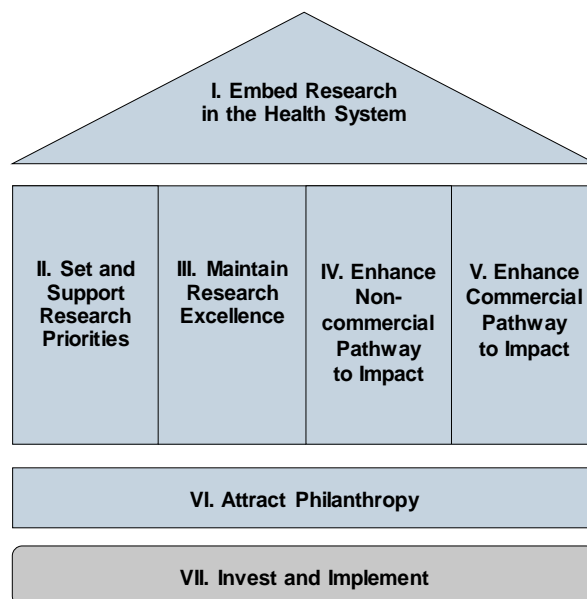 I. Embed Research
in the Health System
II. Set and
Support
Research
Priorities
III. Maintain
Research
Excellence
IV. Enhance
Non-
commercial
Pathway
to Impact
V. Enhance
Commercial
Pathway
to Impact
VI. Attract Philanthropy
VII. Invest and Implement